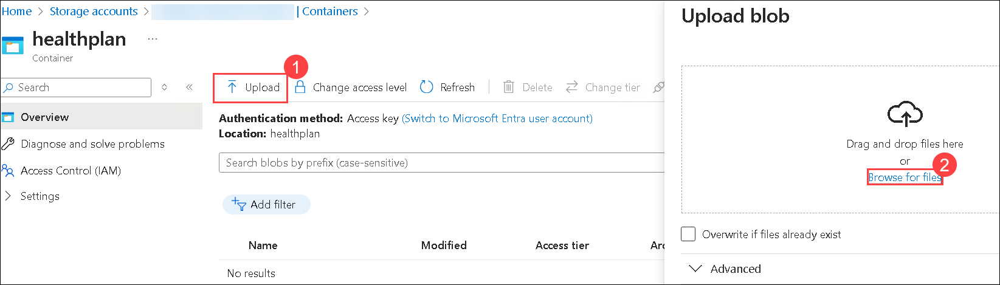 Home > Storage accounts > | Containers >
healthplan ...
Container
Search
Overview
Diagnose and solve problems
Access Control (IAM)
Settings
1
Upload Change access level Refresh Delete Change tier
Authentication method: Access key (Switch to Microsoft Entra user account)
Location: healthplan
Search blobs by prefix (case-sensitive)
Add filter
Name Modified Access tier Arc
No results
Upload blob
Drag and drop files here
or
2
Browse for files
Overwrite if files already exist
Advanced